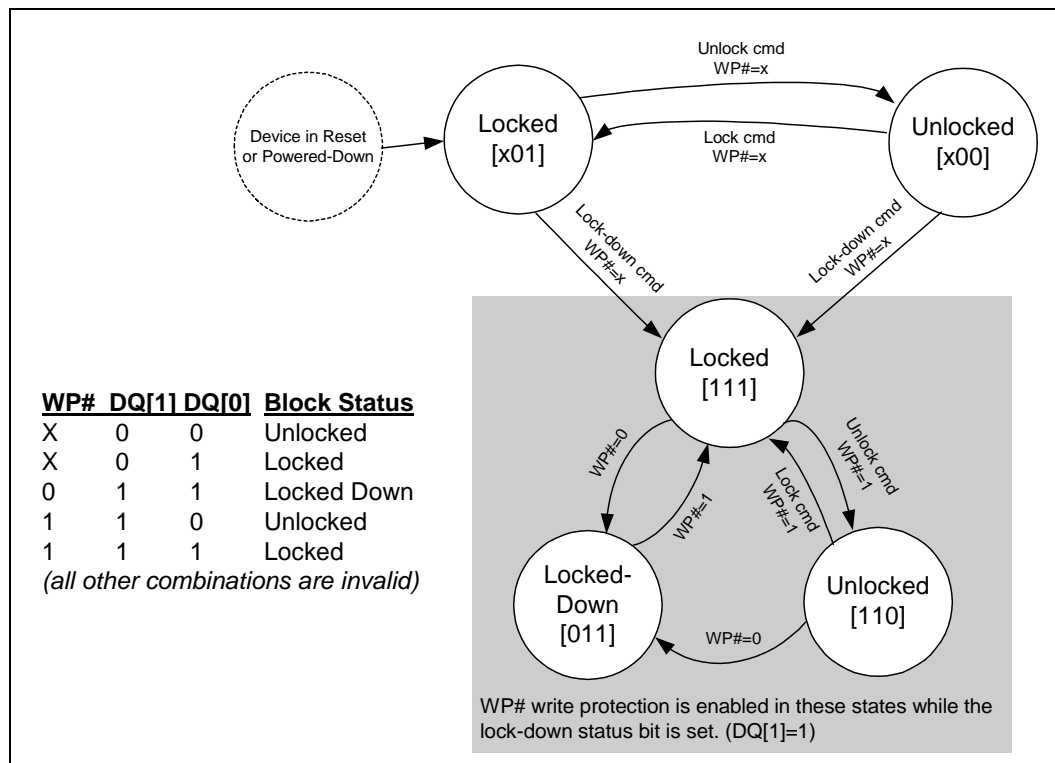 Unlock cmd
WP#=x
Device in Reset
or Powered-Down
Locked
[x01]
Lock cmd
WP#=x
Unlocked
[x00]
Lock-down cmd
WP#=x
Lock-down cmd
WP#=x
Locked
[111]
WP# DQ[1] DQ[0] Block Status
X 0 0 Unlocked
X 0 1 Locked
0 1 1 Locked Down
1 1 0 Unlocked
1 1 1 Locked
(all other combinations are invalid)
WP#=0
WP#=1
Unlock cmd
WP#=1
Lock cmd
WP#=1
Locked-
Down
[011]
Unlocked
[110]
WP#=0
WP# write protection is enabled in these states while the
lock-down status bit is set. (DQ[1]=1)